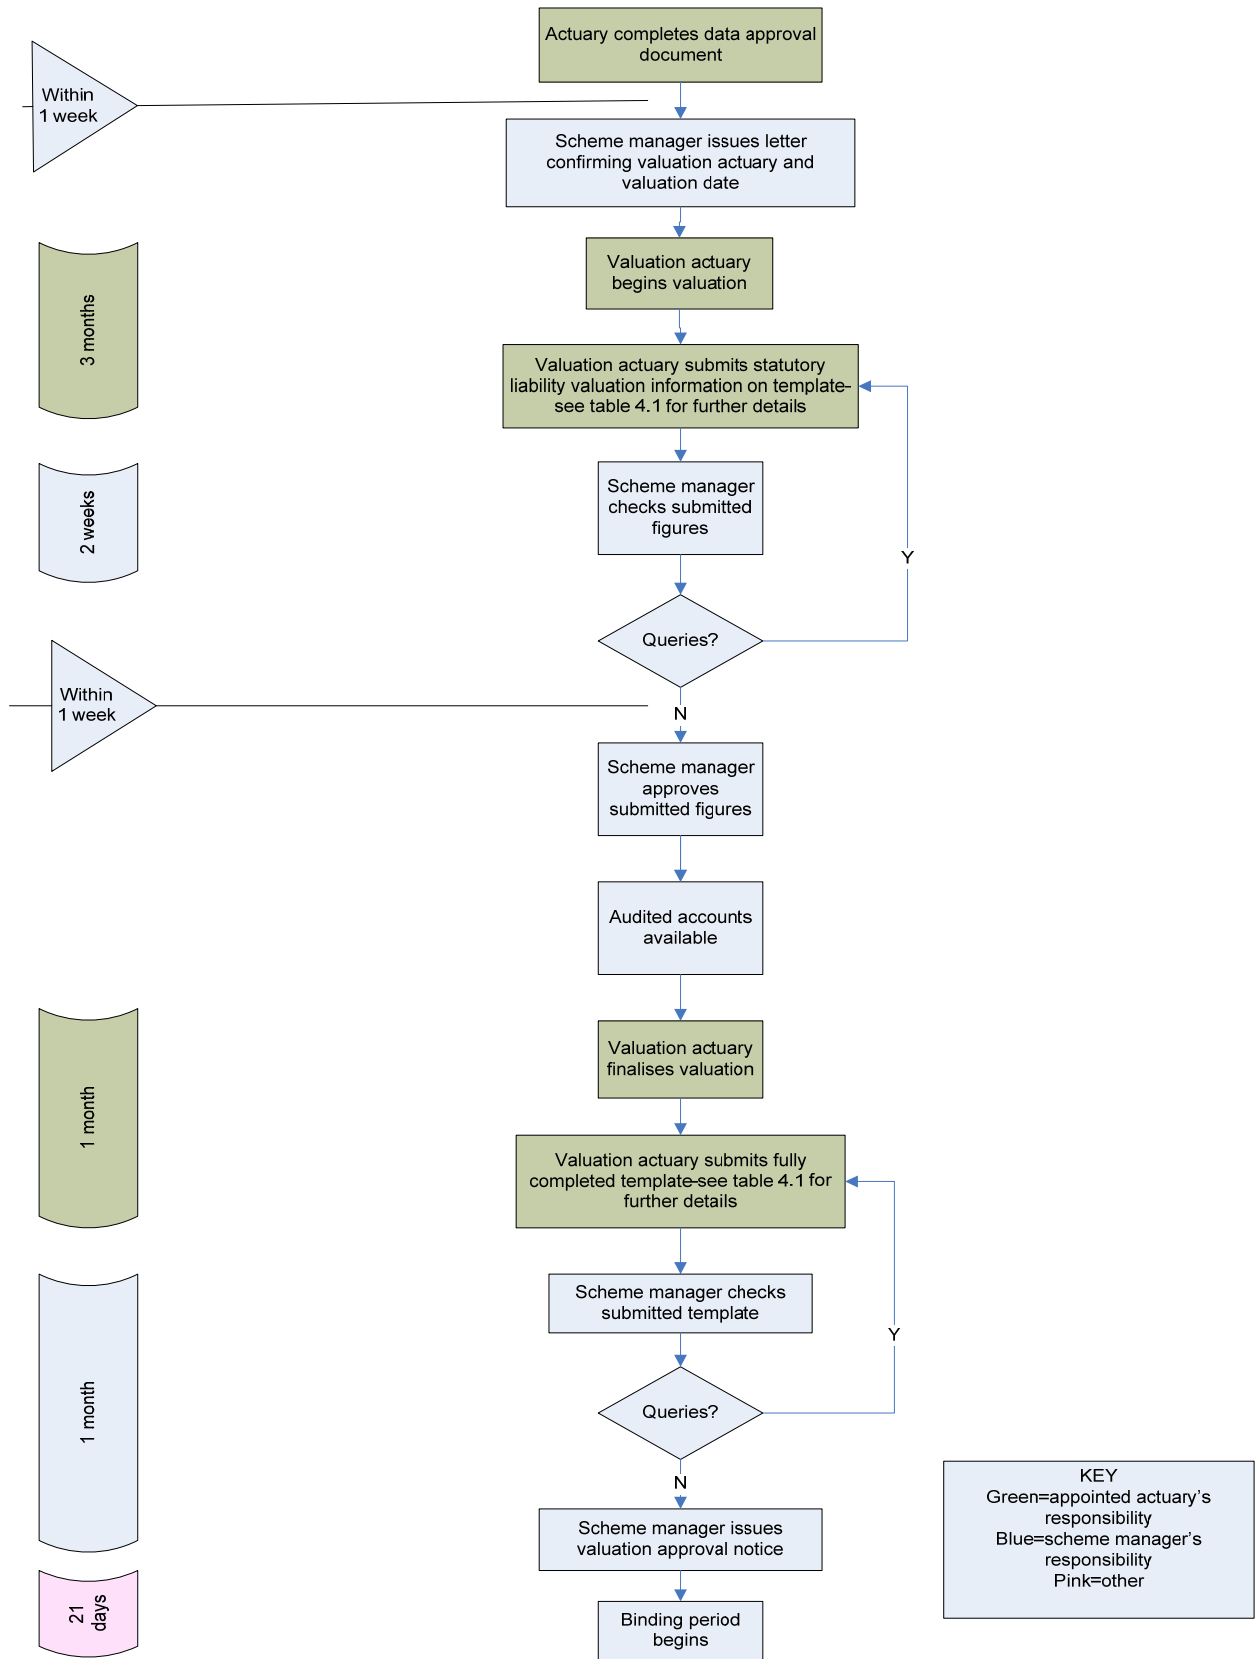 Actuary completes data approval
document
Within
1 week
Scheme manager issues letter
confirming valuation actuary and
valuation date
Valuation actuary
begins valuation
3 months
Valuation actuary submits statutory
liability valuation information on template–
see table 4.1 for further details
Scheme manager
checks submitted
figures
2 weeks
Y
Queries?
Within
1 week
N
Scheme manager
approves
submitted figures
Audited accounts
available
Valuation actuary
finalises valuation
1 month
Valuation actuary submits fully
completed template–see table 4.1 for
further details
Scheme manager checks
submitted template
Y
1 month
Queries?
N
Scheme manager issues
valuation approval notice
21
days
Binding period
begins
KEY
Green=appointed actuary’s
responsibility
Blue=scheme manager’s
responsibility
Pink=other